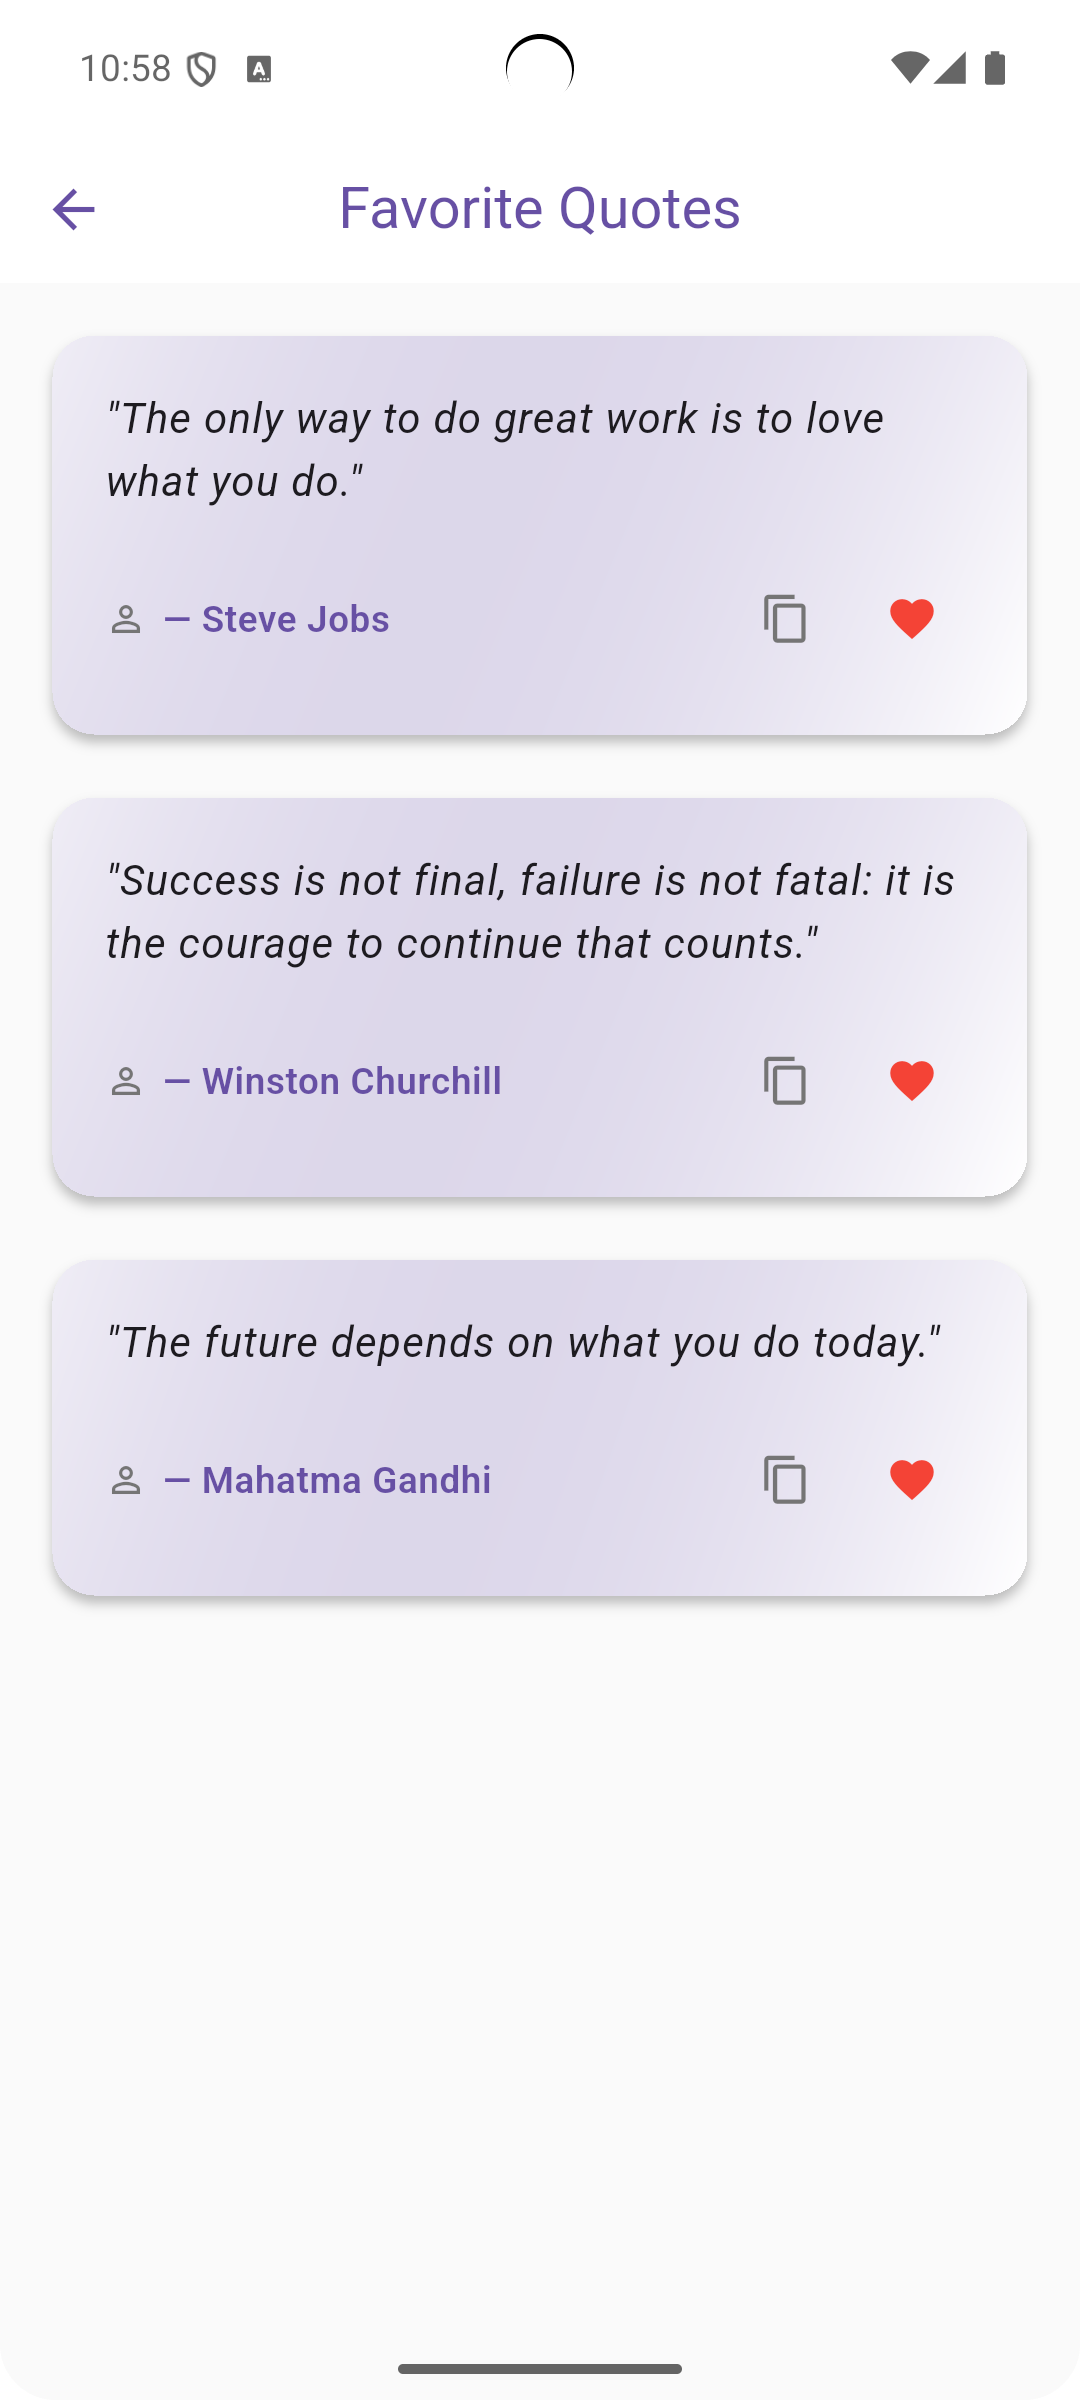 10:58
Favorite Quotes
"The only way to do great work is to love
what you do."
— Steve Jobs
"Success is not final, failure is not fatal: it is
the courage to continue that counts."
— Winston Churchill
"The future depends on what you do today."
— Mahatma Gandhi